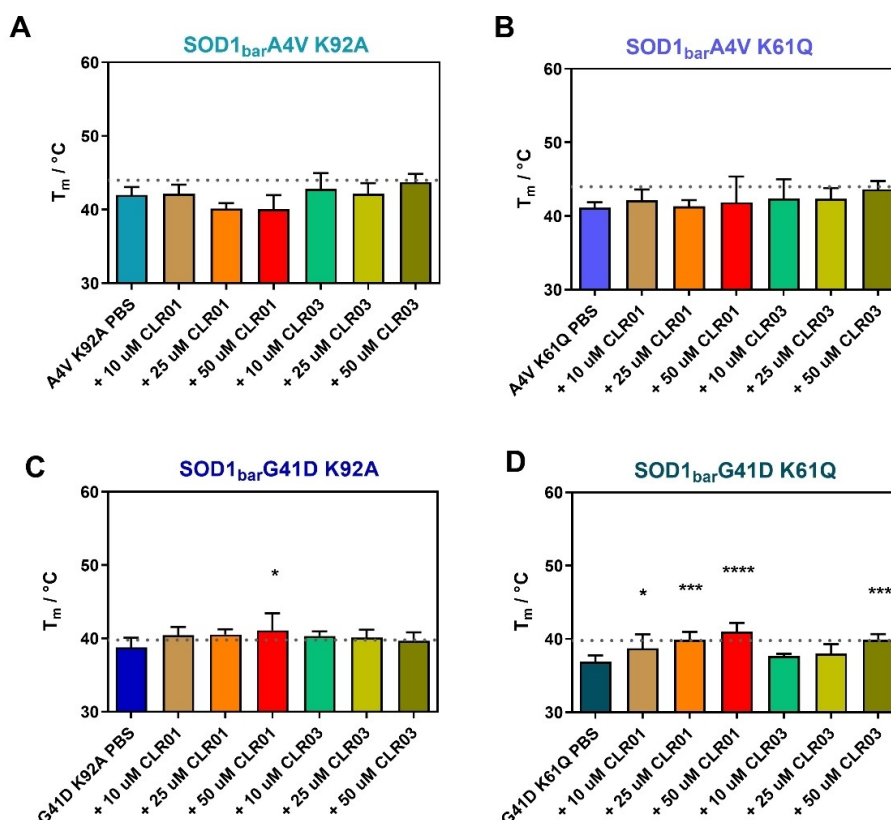 A
SOD1barA4V K92A
60
50
40
30
Tm / °C
A4V K92A PBS
+ 10 uM CLR01
+ 25 uM CLR01
+ 50 uM CLR01
+ 10 uM CLR03
+ 25 uM CLR03
+ 50 uM CLR03
B
SOD1barA4V K61Q
60
50
40
30
Tm / °C
A4V K61Q PBS
+ 10 uM CLR01
+ 25 uM CLR01
+ 50 uM CLR01
+ 10 uM CLR03
+ 25 uM CLR03
+ 50 uM CLR03
C
SOD1barG41D K92A
60
50
40
30
Tm / °C
*
G41D K92A PBS
+ 10 uM CLR01
+ 25 uM CLR01
+ 50 uM CLR01
+ 10 uM CLR03
+ 25 uM CLR03
+ 50 uM CLR03
D
SOD1barG41D K61Q
60
50
40
30
Tm / °C
* *** **** ***
G41D K61Q PBS
+ 10 uM CLR01
+ 25 uM CLR01
+ 50 uM CLR01
+ 10 uM CLR03
+ 25 uM CLR03
+ 50 uM CLR03